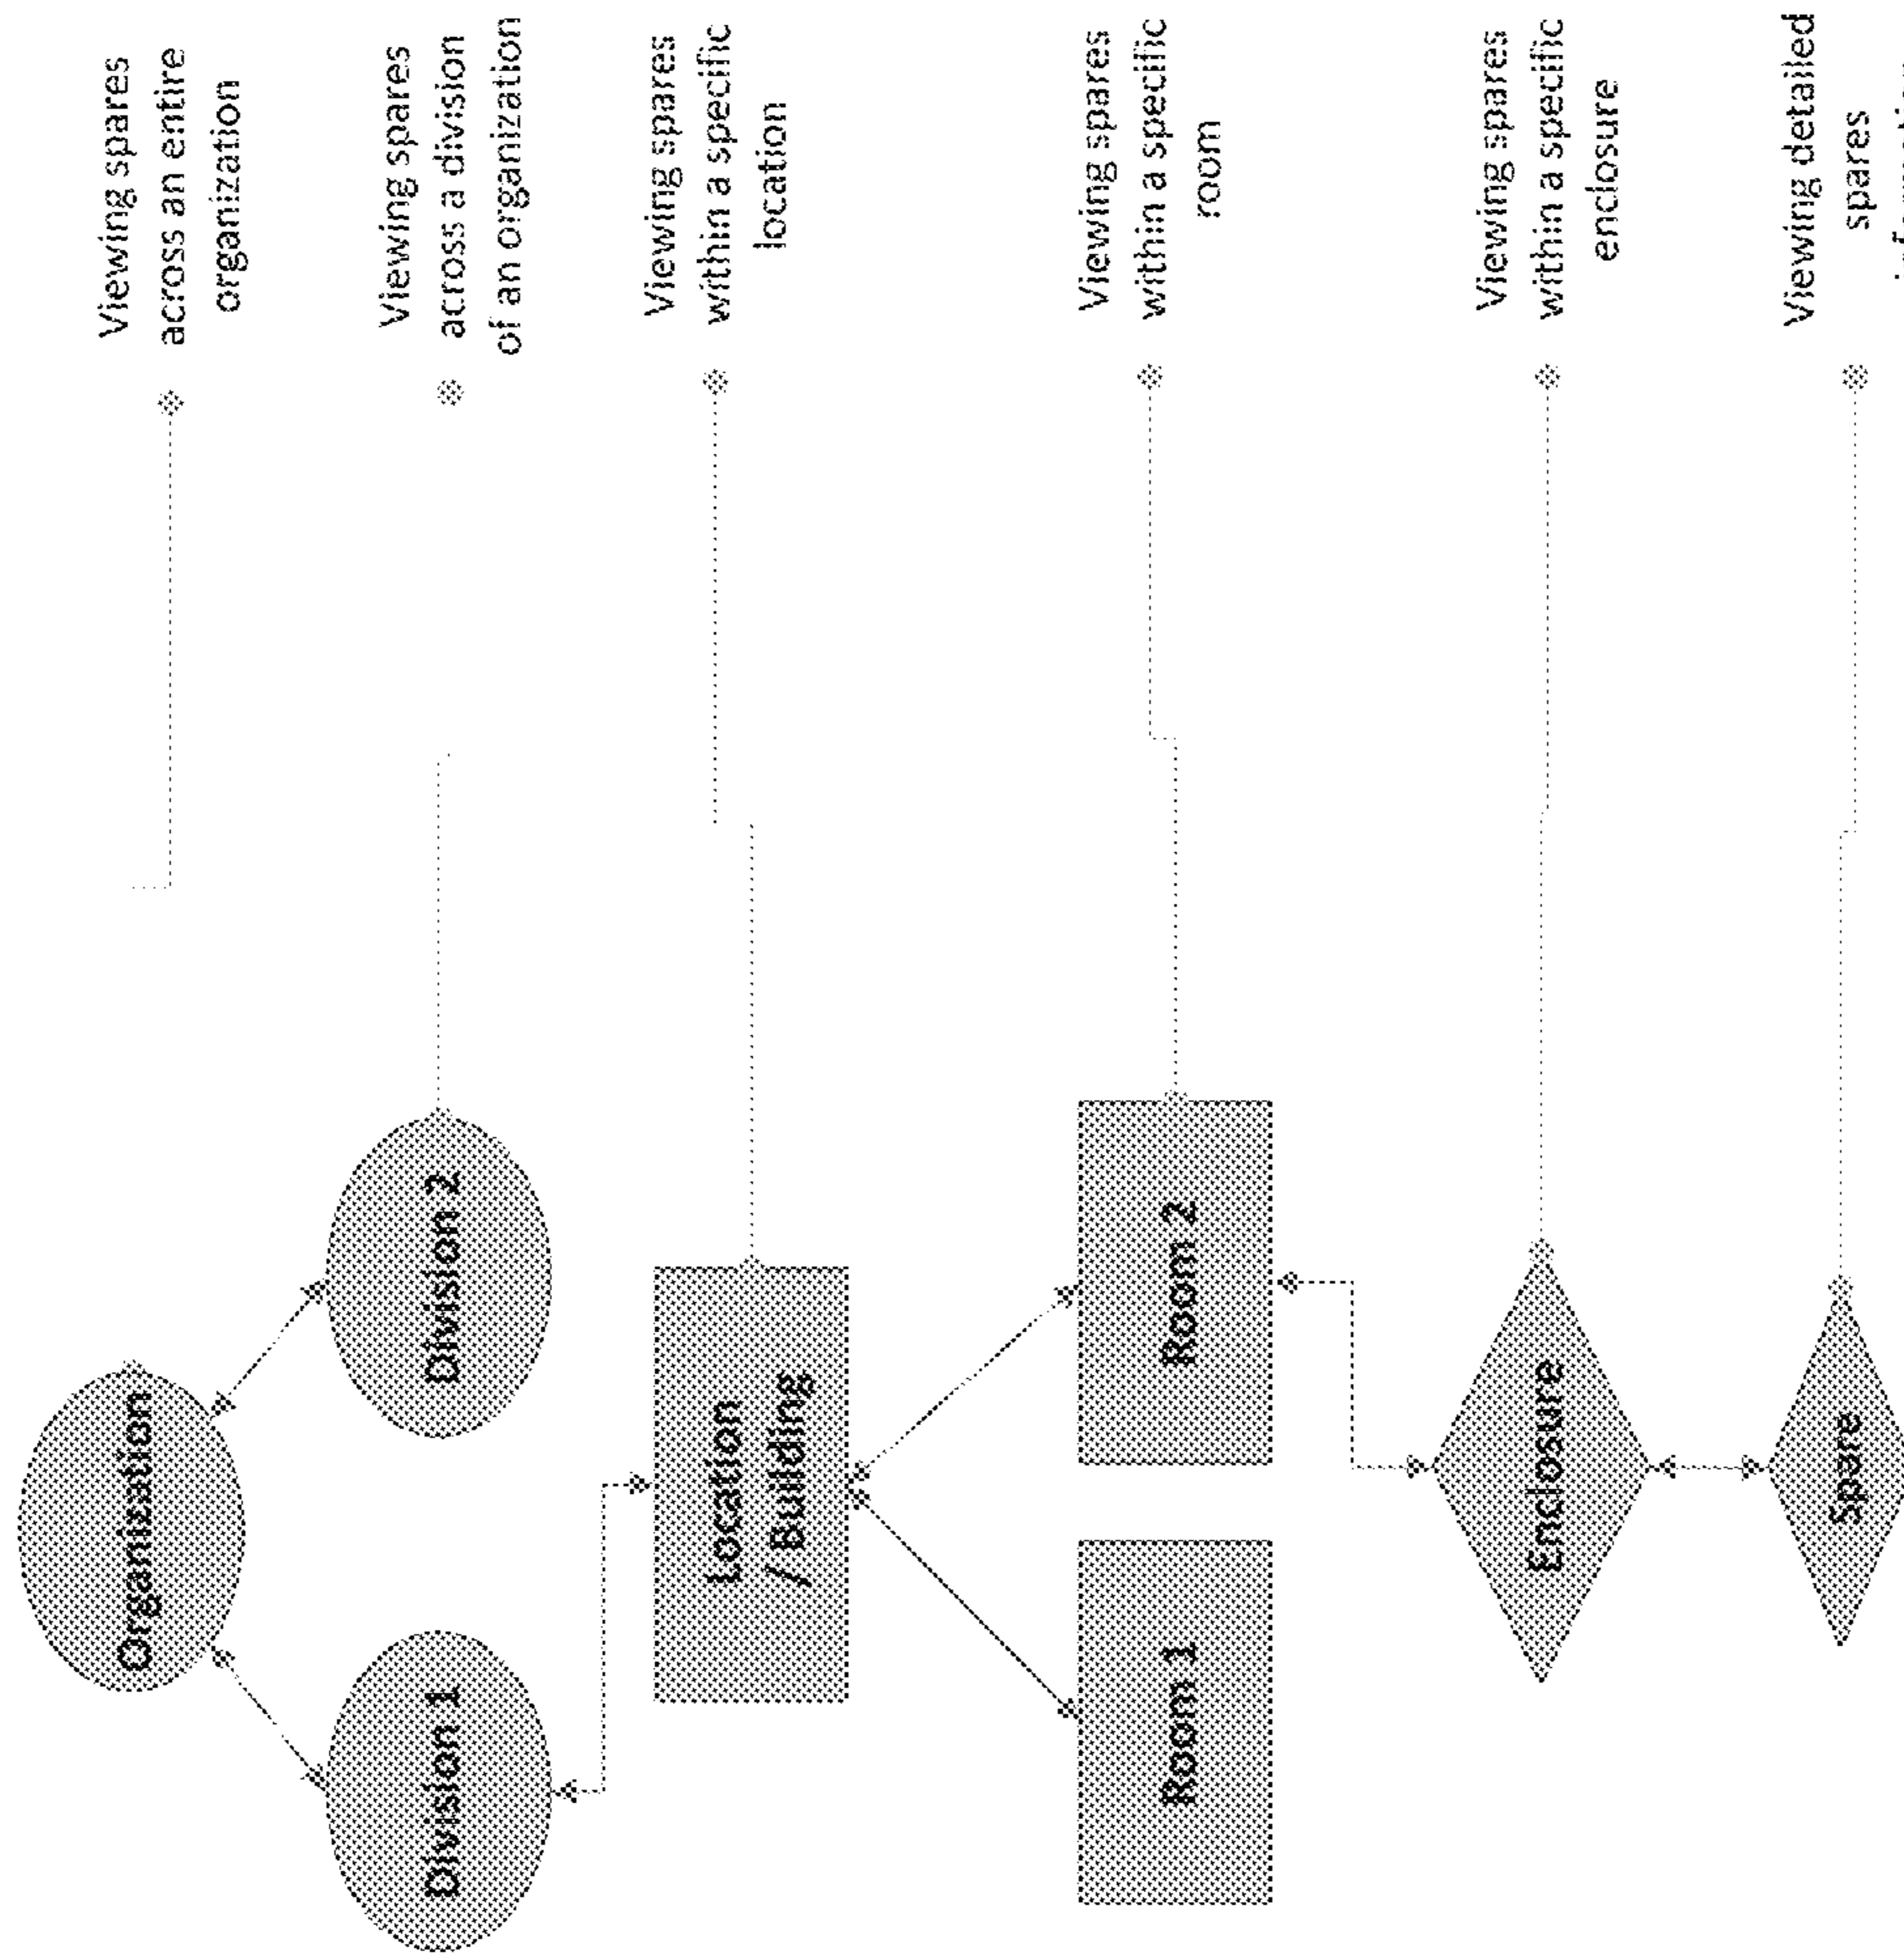 Organization
Viewing spares
across an entire
organization
Division 1
Division 2
Viewing spares
across a division
of an organization
Location
/ Building
Viewing spares
within a specific
location
Room 1
Room 2
Viewing spares
within a specific
room
Enclosure
Viewing spares
within a specific
enclosure
Spare
Viewing detailed
spares
information